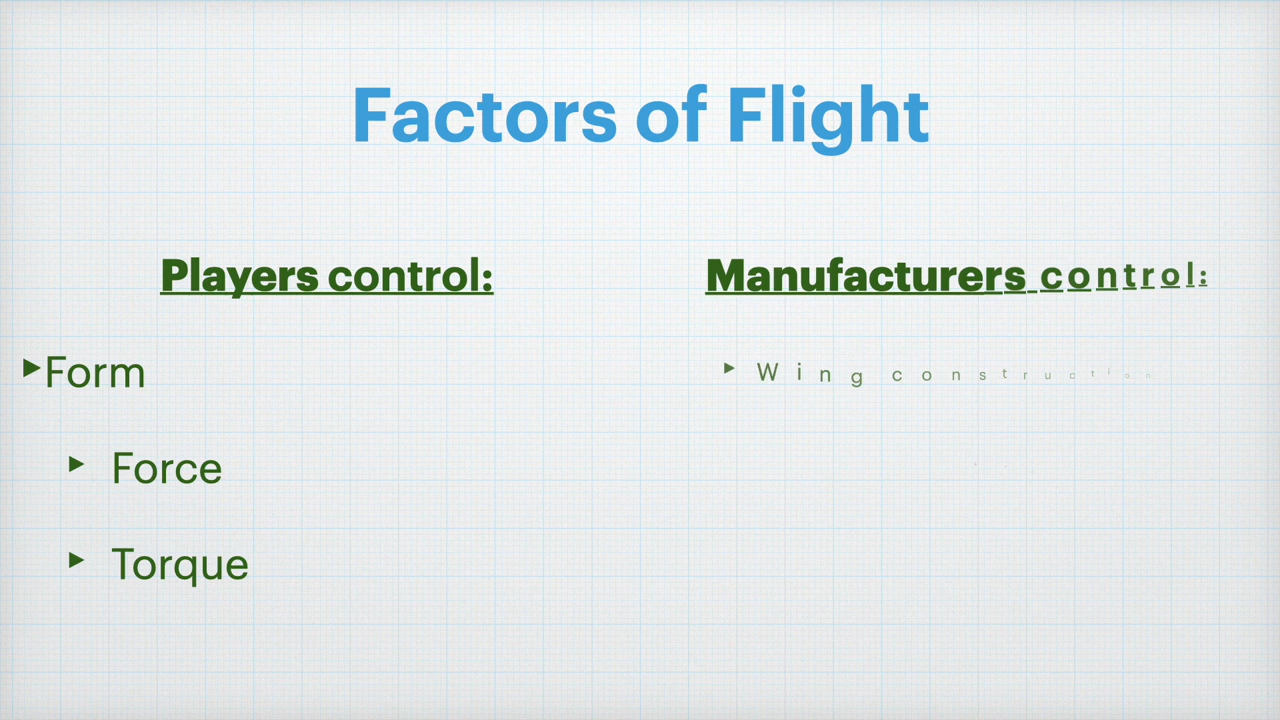 Factors of Flight
Players control:
▸Form
▸ Force
▸ Torque
Manufacturers control:
▸ Wing construction